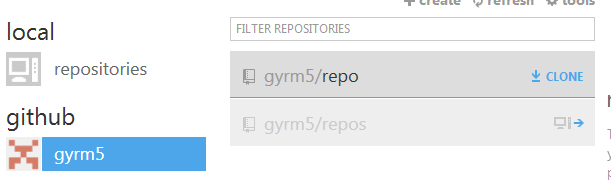 create refresh tools
local
FILTER REPOSITORIES
repositories
gyrm5/repo CLONE
github
gyrm5/repos
gyrm5